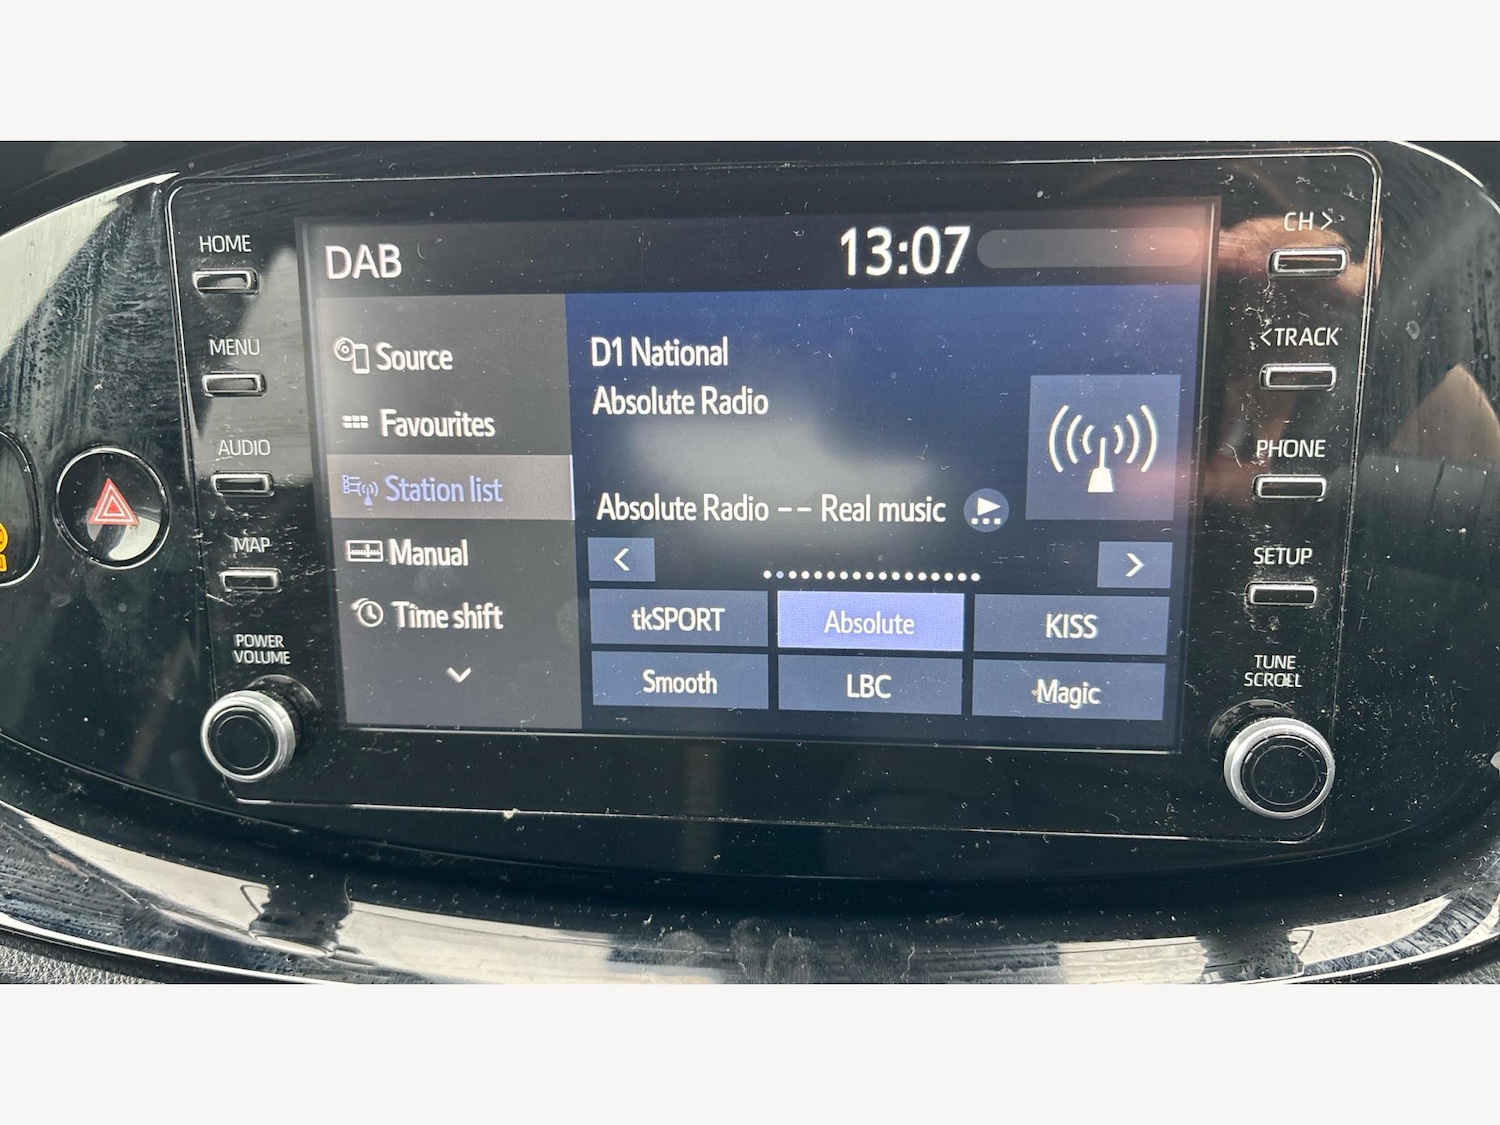 HOME
MENU
AUDIO
MAP
POWER
VOLUME
DAB
13:07
Source
Favourites
Station list
Manual
Time shift
D1 National
Absolute Radio
Absolute Radio -- Real music
tkSPORT
Absolute
KISS
Smooth
LBC
Magic
CH >
< TRACK
PHONE
SETUP
TUNE
SCROLL